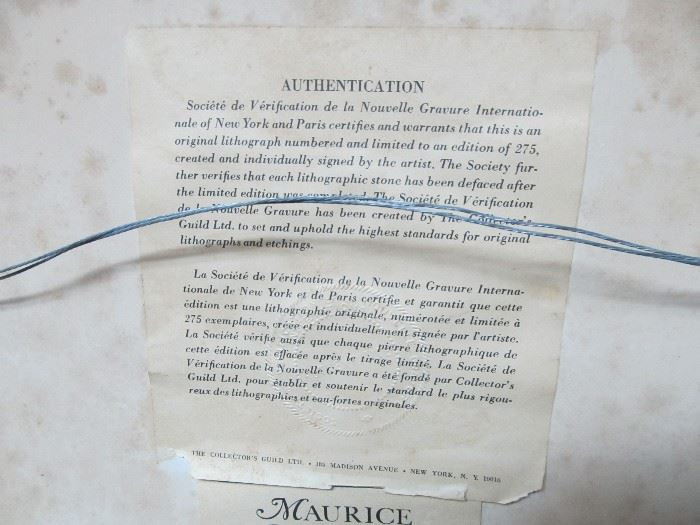 AUTHENTICATION
Société de Vérification de la Nouvelle Gravure Internatio-
nale of New York and Paris certifies and warrants that this is an
original lithograph numbered and limited to an edition of 275,
created and individually signed by the artist. The Society fur-
ther verifies that each lithographic stone has been defaced after
the limited edition was completed. The Société de Vérification
de la Nouvelle Gravure has been created by The Collector's
Guild Ltd. to set and uphold the highest standards for original
lithographs and etchings.
La Société de Vérification de la Nouvelle Gravure Interna-
tionale de New York et de Paris certifie et garantit que cette
édition est une lithographie originale, numérotée et limitée à
275 exemplaires, créée et individuellement signée par l'artiste.
La Société vérifie aussi que chaque pierre lithographique de
cette édition est effacée après le tirage limité. La Société de
Vérification de la Nouvelle Gravure a été fondé par Collector's
Guild Ltd. pour établir et soutenir le standard le plus rigou-
reux des lithographies et eau-fortes originales.
THE COLLECTOR'S GUILD LTD. • 185 MADISON AVENUE • NEW YORK, N. Y. 10016
MAURICE